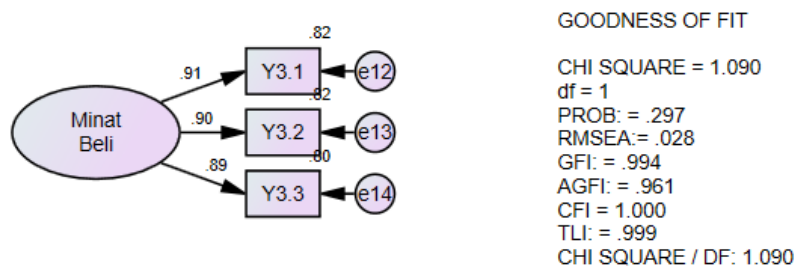 GOODNESS OF FIT
.82
.91
Y3.1
e12
CHI SQUARE = 1.090
df = 1
.82
Minat
Beli
.90
Y3.2
e13
PROB: = .297
RMSEA:= .028
GFI: = .994
.80
.89
Y3.3
e14
AGFI: = .961
CFI = 1.000
TLI: = .999
CHI SQUARE / DF: 1.090